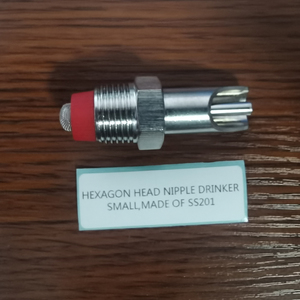 HEXAGON HEAD NIPPLE DRINKER
SMALL,MADE OF SS201